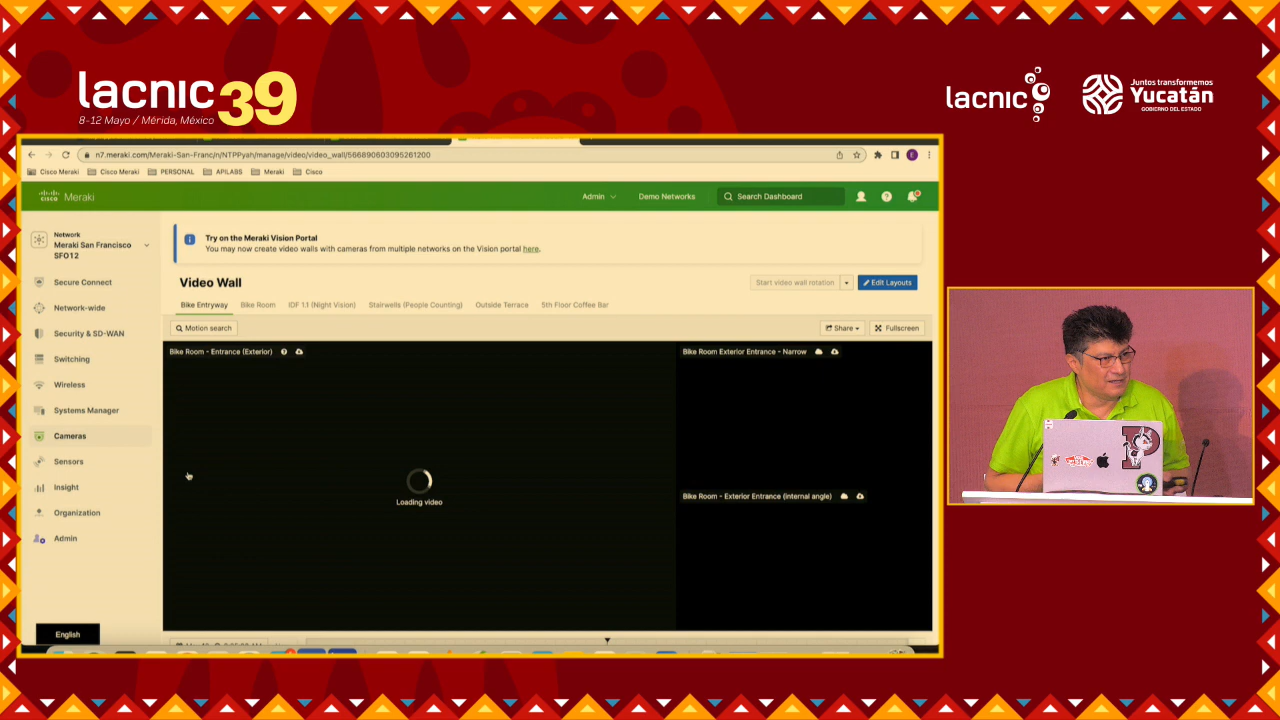 lacnic 39
8-12 Mayo / Mérida, México
lacnic
Juntos transformemos
Yucatán
GOBIERNO DEL ESTADO
n7.meraki.com/Meraki-San-Franc/n/NTPPyah/manage/video/video_wall/566890603095261200
Cisco Meraki
Cisco Meraki
PERSONAL
APILABS
Meraki
Cisco
cisco Meraki
Admin
Demo Networks
Search Dashboard
Network
Meraki San Francisco
SFO12
Secure Connect
Network-wide
Security & SD-WAN
Switching
Wireless
Systems Manager
Cameras
Sensors
Insight
Organization
Admin
English
Try on the Meraki Vision Portal
You may now create video walls with cameras from multiple networks on the Vision portal here.
Video Wall
Start video wall rotation
Edit Layouts
Bike Entryway
Bike Room
IDF 1.1 (Night Vision)
Stairwells (People Counting)
Outside Terrace
5th Floor Coffee Bar
Motion search
Share
Fullscreen
Bike Room - Entrance (Exterior)
Bike Room Exterior Entrance - Narrow
Loading video
Bike Room - Exterior Entrance (internal angle)
P